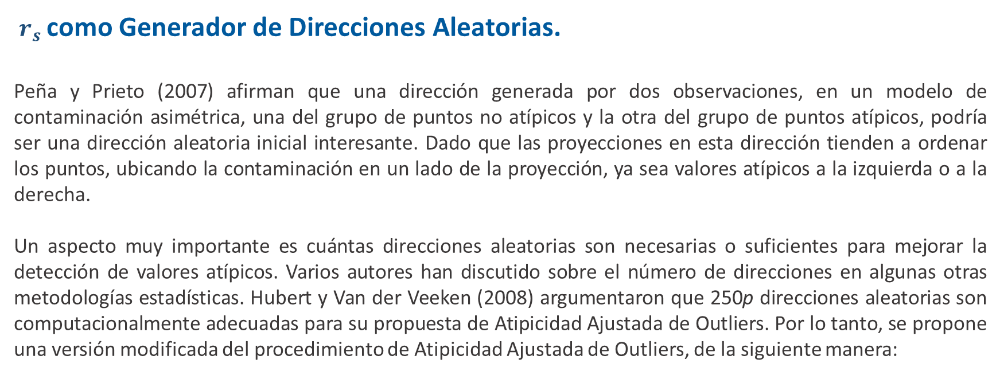 r_s como Generador de Direcciones Aleatorias.
Peña y Prieto (2007) afirman que una dirección generada por dos observaciones, en un modelo de
contaminación asimétrica, una del grupo de puntos no atípicos y la otra del grupo de puntos atípicos, podría
ser una dirección aleatoria inicial interesante. Dado que las proyecciones en esta dirección tienden a ordenar
los puntos, ubicando la contaminación en un lado de la proyección, ya sea valores atípicos a la izquierda o a la
derecha.
Un aspecto muy importante es cuántas direcciones aleatorias son necesarias o suficientes para mejorar la
detección de valores atípicos. Varios autores han discutido sobre el número de direcciones en algunas otras
metodologías estadísticas. Hubert y Van der Veeken (2008) argumentaron que 250p direcciones aleatorias son
computacionalmente adecuadas para su propuesta de Atipicidad Ajustada de Outliers. Por lo tanto, se propone
una versión modificada del procedimiento de Atipicidad Ajustada de Outliers, de la siguiente manera: